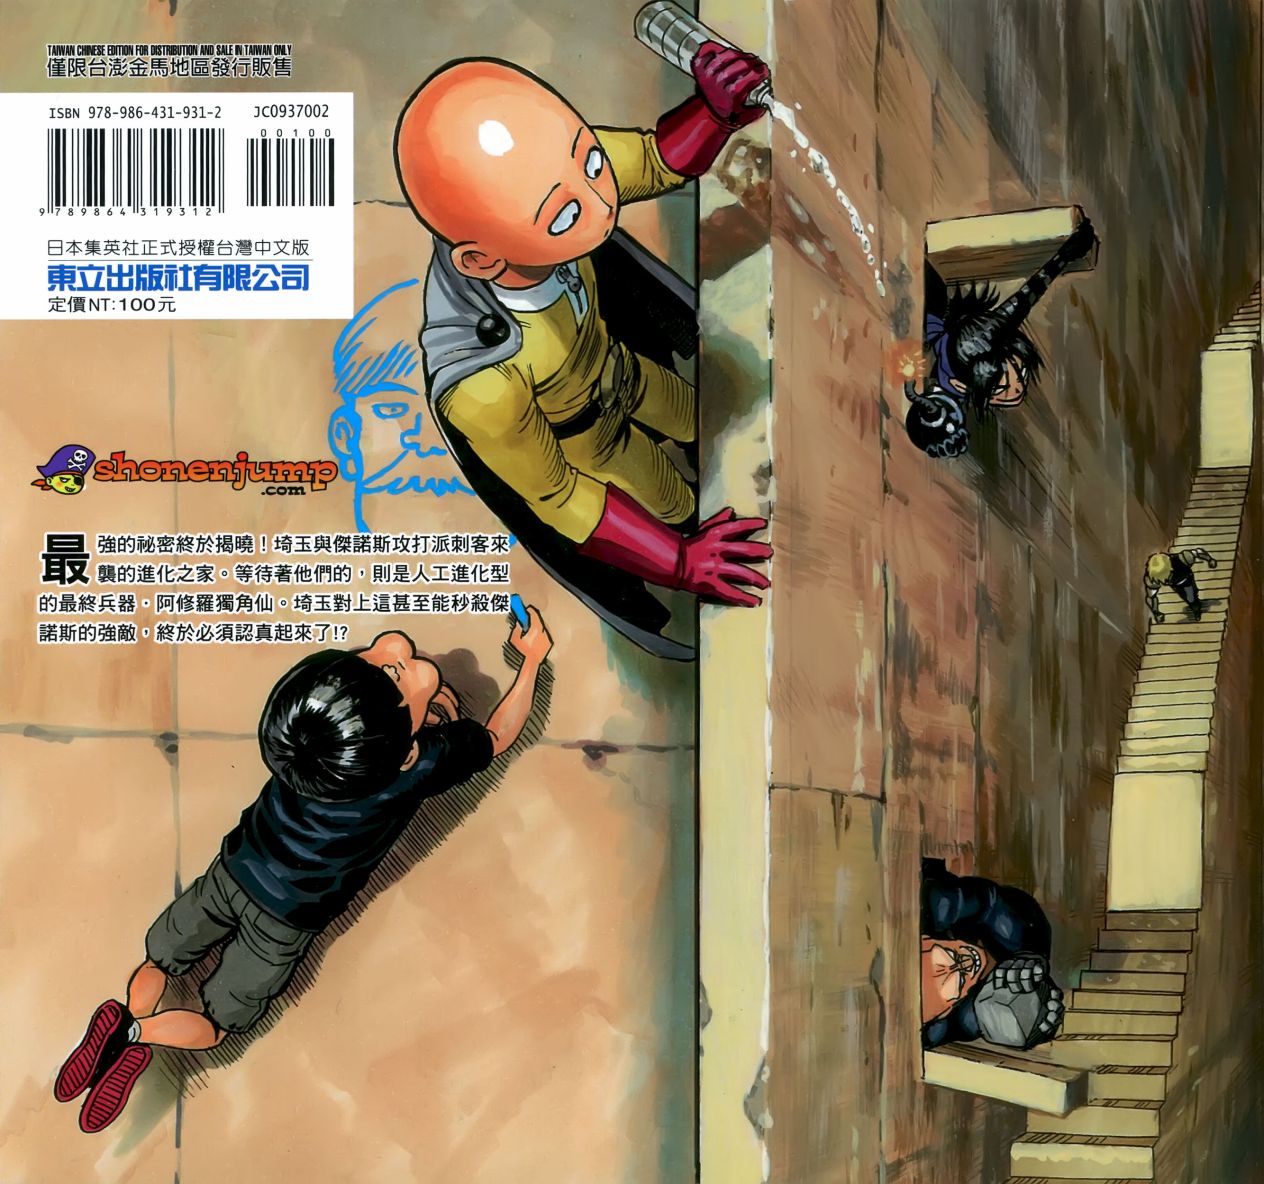 TAIWAN CHINESE EDITION FOR DISTRIBUTION AND SALE IN TAIWAN ONLY
僅限台澎金馬地區發行販售
ISBN 978-986-431-931-2 JC0937002
00100
9 789864 319312
日本集英社正式授權台灣中文版
東立出版社有限公司
定價NT:100元
shonenjump
.com
最強的祕密終於揭曉！埼玉與傑諾斯攻打派刺客來
襲的進化之家。等待著他們的，則是人工進化型
的最終兵器．阿修羅獨角仙。埼玉對上這甚至能秒殺傑
諾斯的強敵，終於必須認真起來了!?